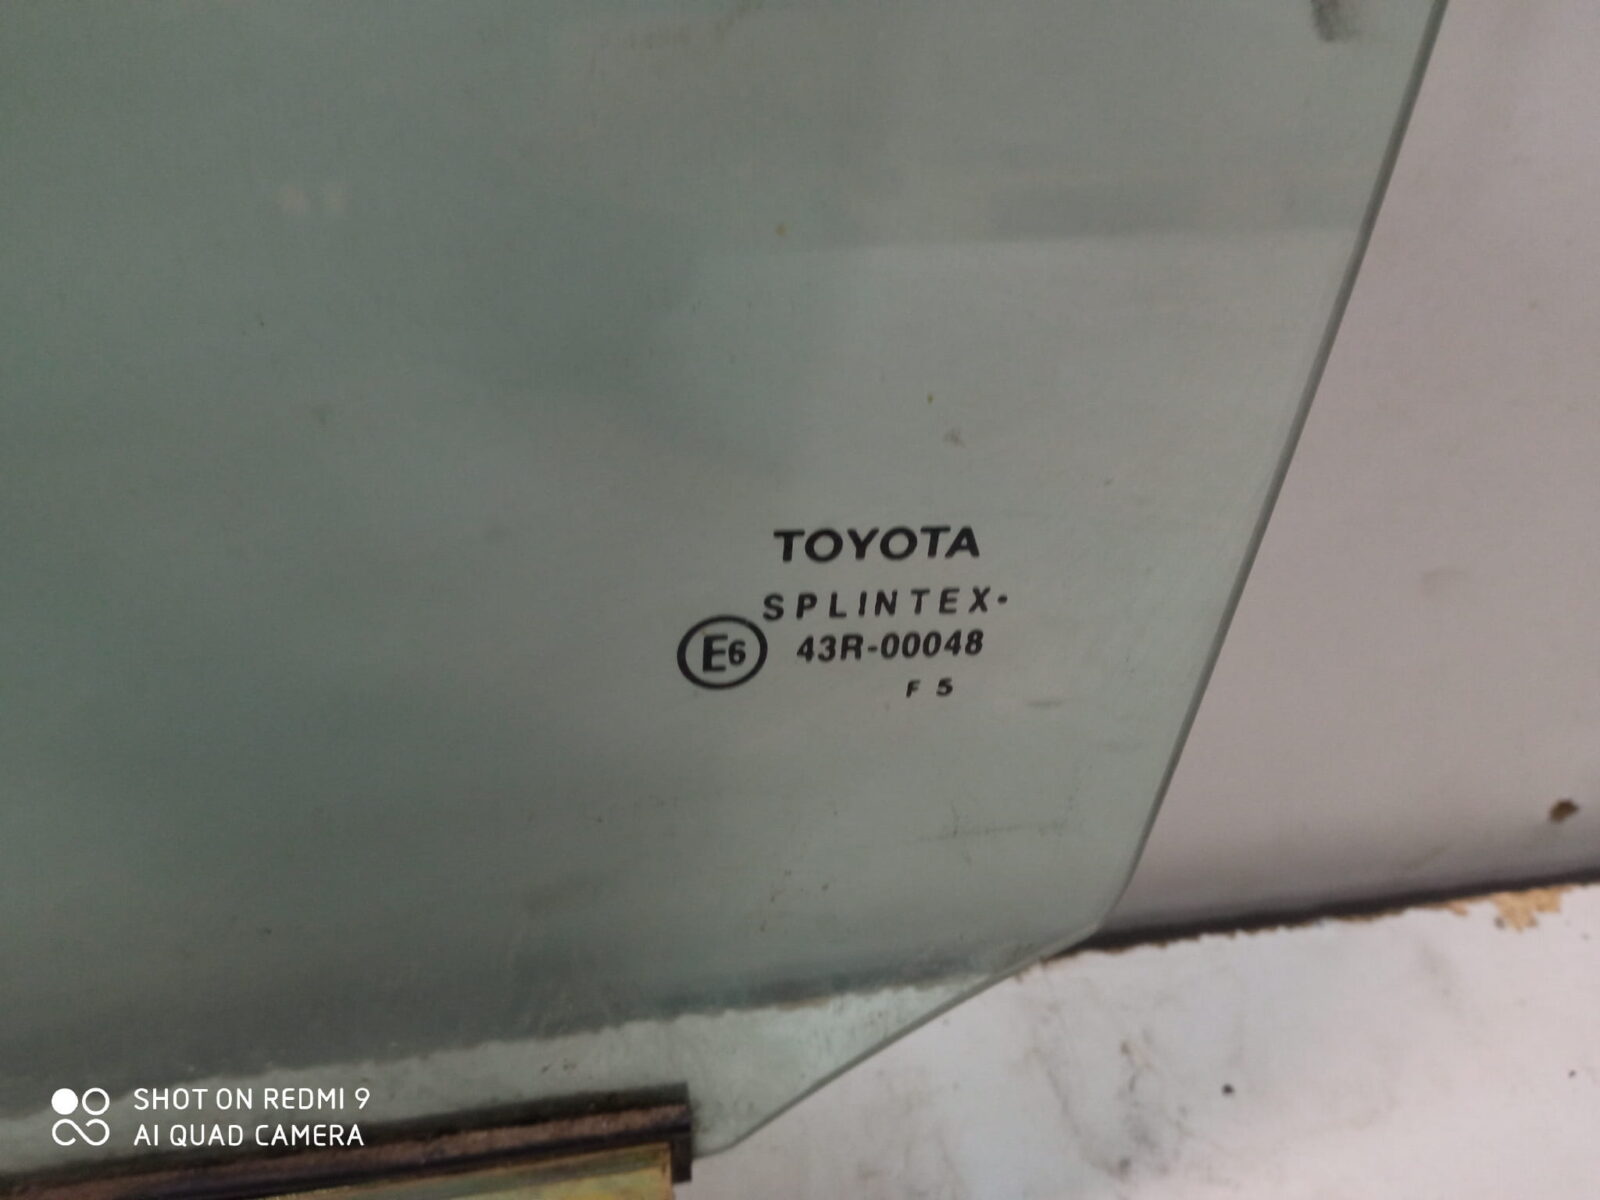 TOYOTA
SPLINTEX.
E6 43R-00048
F 5
SHOT ON REDMI 9
AI QUAD CAMERA